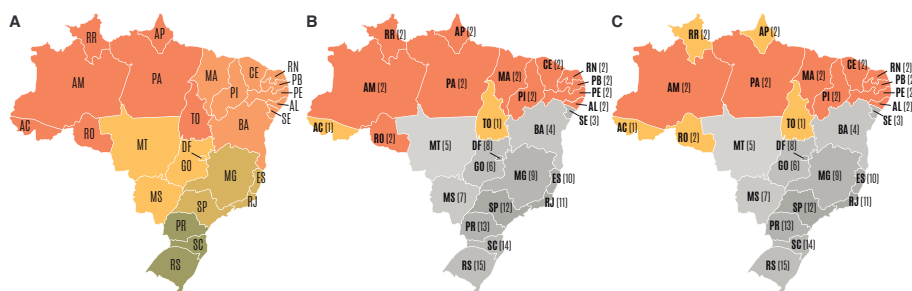 A
RR
AP
AM
PA
MA
CE
RN
PB
PE
AL
SE
PI
AC
RO
TO
BA
MT
DF
GO
MG
ES
MS
SP
RJ
PR
SC
RS
B
RR (2)
AP (2)
AM (2)
PA (2)
MA (2)
CE (2)
RN (2)
PB (2)
PE (2)
AL (2)
SE (3)
PI (2)
AC (1)
RO (2)
TO (1)
BA (4)
MT (5)
DF (8)
GO (6)
MG (9)
ES (10)
MS (7)
SP (12)
RJ (11)
PR (13)
SC (14)
RS (15)
C
RR (2)
AP (2)
AM (2)
PA (2)
MA (2)
CE (2)
RN (2)
PB (2)
PE (2)
AL (2)
SE (3)
PI (2)
AC (1)
RO (2)
TO (1)
BA (4)
MT (5)
DF (8)
GO (6)
MG (9)
ES (10)
MS (7)
SP (12)
RJ (11)
PR (13)
SC (14)
RS (15)